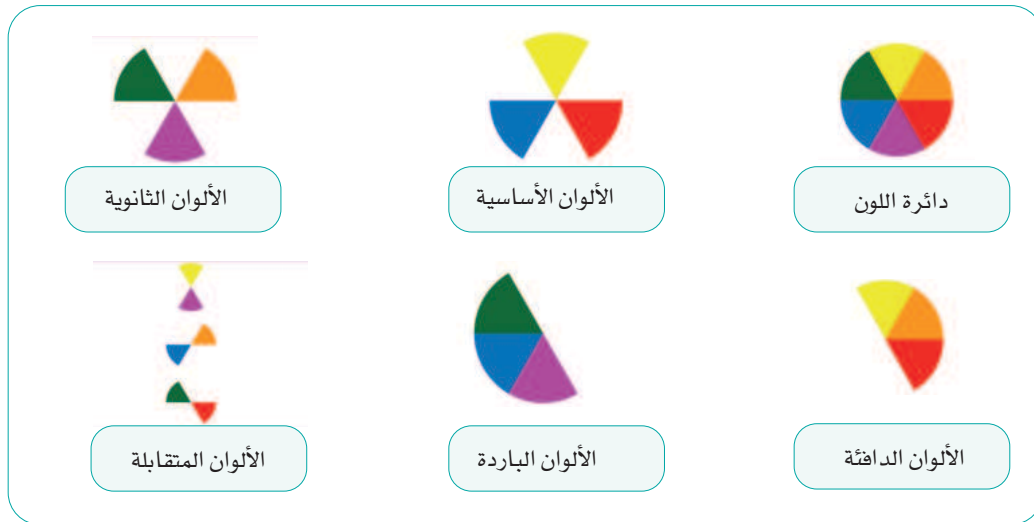 دائرة اللون
الألوان الأساسية
الألوان الثانوية
الألوان الدافئة
الألوان الباردة
الألوان المتقابلة